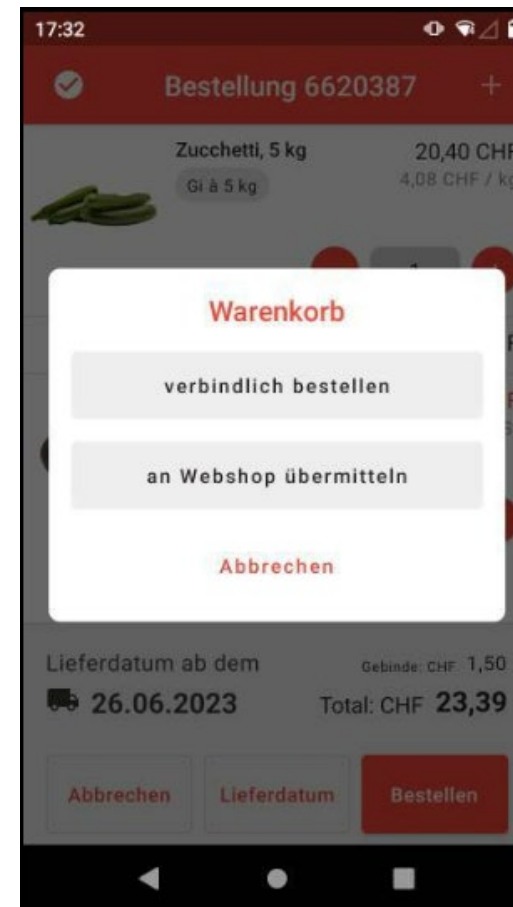 17:32
Bestellung 6620387 +
Zucchetti, 5 kg 20,40 CHF
Gi à 5 kg 4,08 CHF / kg
Warenkorb
verbindlich bestellen
an Webshop übermitteln
Abbrechen
Lieferdatum ab dem Gebinde: CHF 1,50
26.06.2023 Total: CHF 23,39
Abbrechen Lieferdatum Bestellen